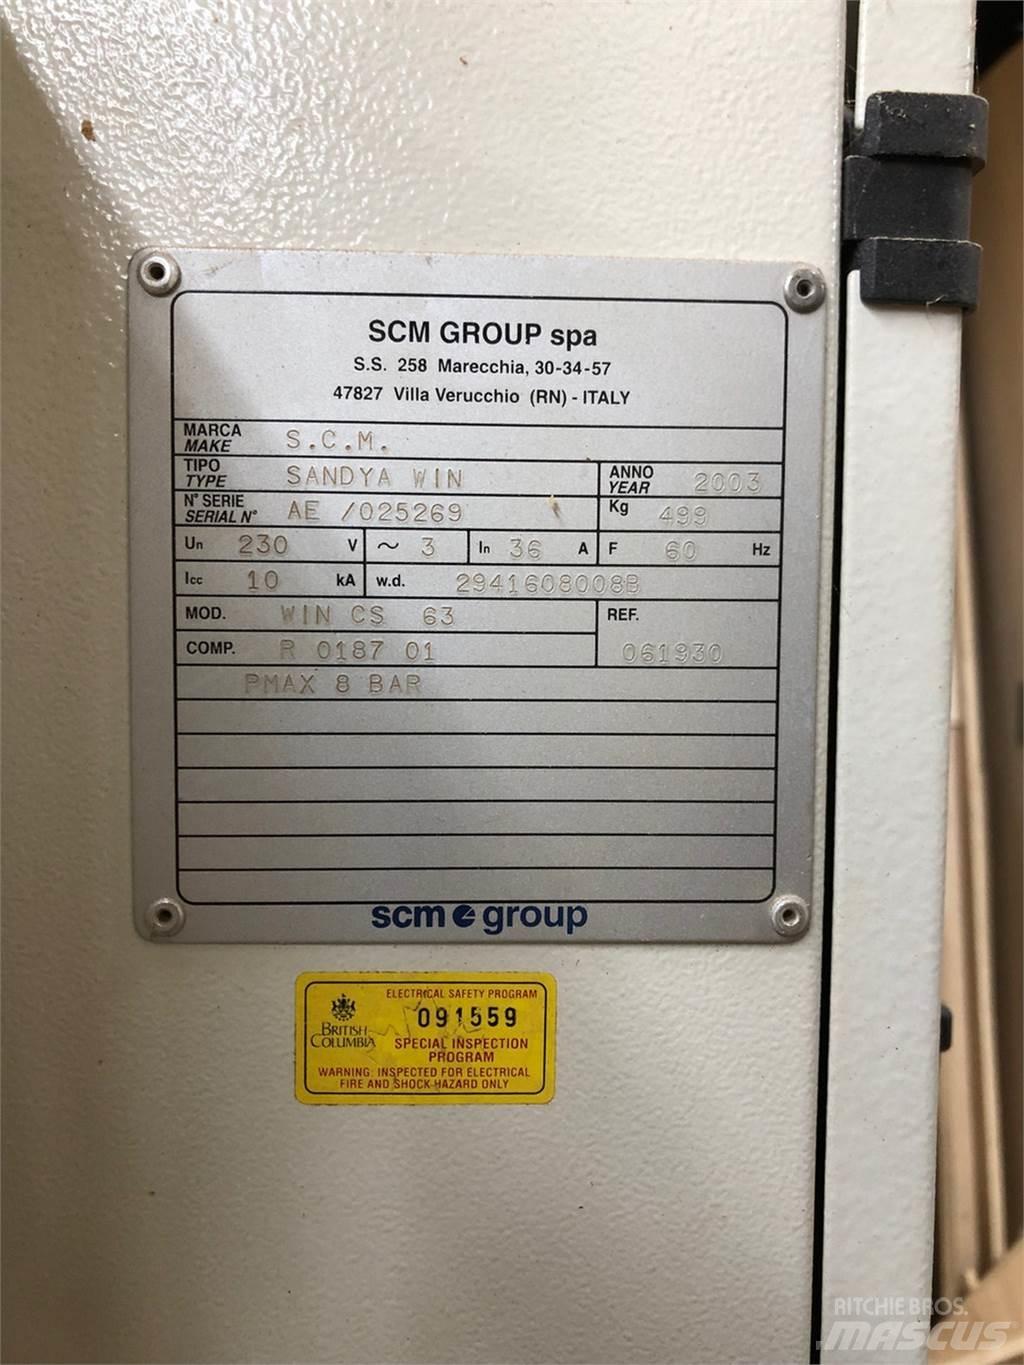 SCM GROUP spa
S.S. 258 Marecchia, 30-34-57
47827 Villa Verucchio (RN) - ITALY
MARCA
MAKE S.C.M.
TIPO
TYPE SANDYA WIN ANNO
YEAR 2003
N° SERIE
SERIAL N° AE /025269 Kg 499
Un 230 V ~ 3 In 36 A F 60 Hz
Icc 10 kA w.d. 2941608008B
MOD. WIN CS 63 REF.
COMP. R 0187 01 061930
PMAX 8 BAR
scm group
ELECTRICAL SAFETY PROGRAM
091559
BRITISH
COLUMBIA
SPECIAL INSPECTION
PROGRAM
WARNING: INSPECTED FOR ELECTRICAL
FIRE AND SHOCK HAZARD ONLY
RITCHIE BROS.
MASCUS